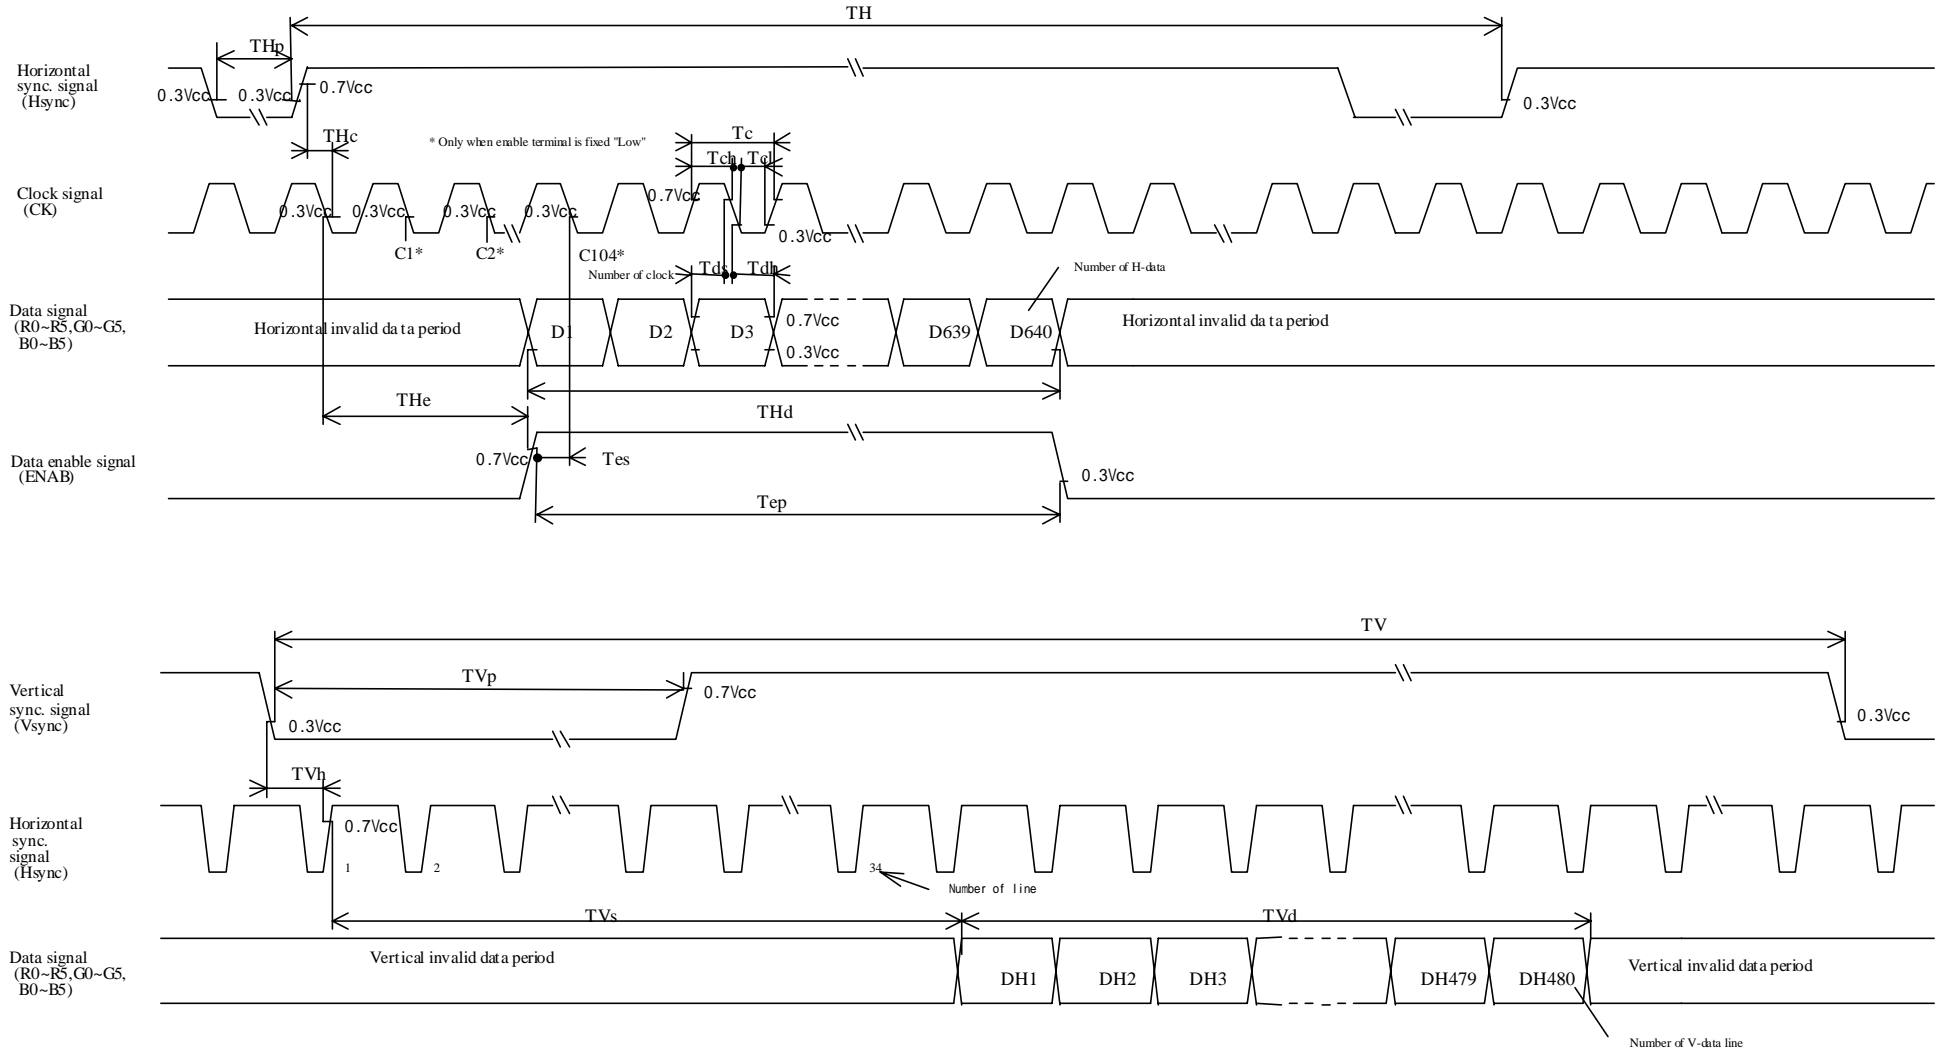 TH
THp
Horizontal
sync. signal
(Hsync)
0.3Vcc
0.3Vcc
0.7Vcc
0.3Vcc
THc
* Only when enable terminal is fixed "Low"
Tc
Tch
Tcl
Clock signal
(CK)
0.3Vcc
0.3Vcc
0.3Vcc
0.3Vcc
0.7Vcc
0.3Vcc
C1*
C2*
C104*
Number of clock
Tds
Tdh
Number of H-data
Data signal
(R0~R5,G0~G5,
B0~B5)
Horizontal invalid data period
D1
D2
D3
0.7Vcc
0.3Vcc
D639
D640
Horizontal invalid data period
THe
THd
Data enable signal
(ENAB)
0.7Vcc
Tes
0.3Vcc
Tep
TV
TVp
Vertical
sync. signal
(Vsync)
0.3Vcc
0.7Vcc
0.3Vcc
TVh
Horizontal
sync.
signal
(Hsync)
0.7Vcc
1
2
34
Number of line
TVs
TVd
Data signal
(R0~R5,G0~G5,
B0~B5)
Vertical invalid data period
DH1
DH2
DH3
DH479
DH480
Vertical invalid data period
Number of V-data line